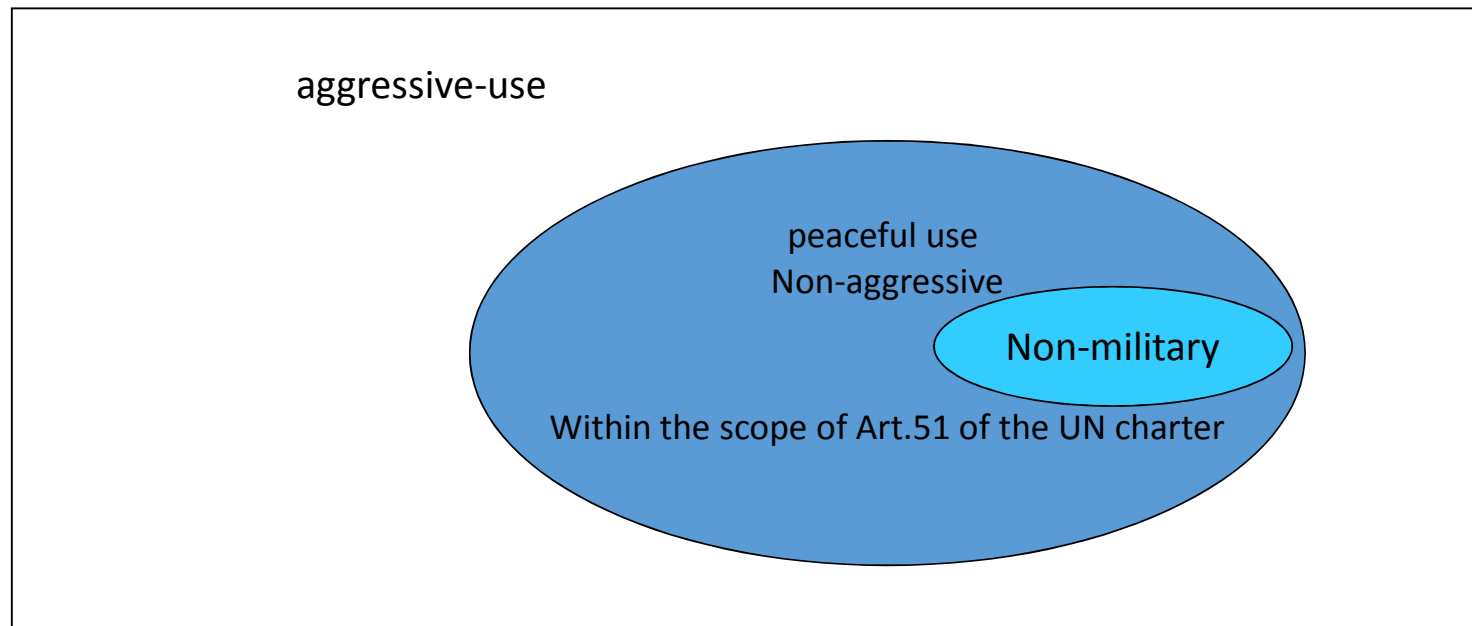 aggressive-use
peaceful use
Non-aggressive
Non-military
Within the scope of Art.51 of the UN charter